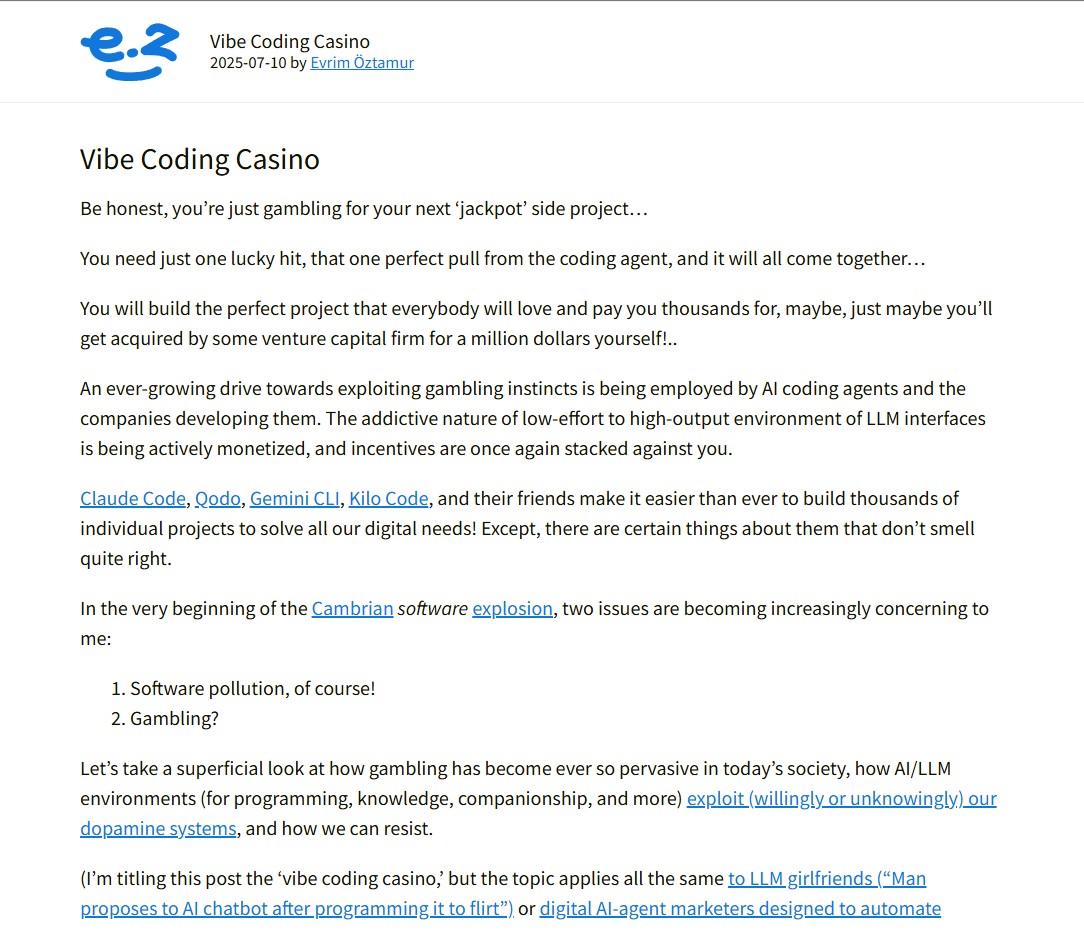 e.z
Vibe Coding Casino
2025-07-10 by Evrim Öztamur
Vibe Coding Casino
Be honest, you’re just gambling for your next ‘jackpot’ side project…
You need just one lucky hit, that one perfect pull from the coding agent, and it will all come together…
You will build the perfect project that everybody will love and pay you thousands for, maybe, just maybe you’ll
get acquired by some venture capital firm for a million dollars yourself!..
An ever-growing drive towards exploiting gambling instincts is being employed by AI coding agents and the
companies developing them. The addictive nature of low-effort to high-output environment of LLM interfaces
is being actively monetized, and incentives are once again stacked against you.
Claude Code, Qodo, Gemini CLI, Kilo Code, and their friends make it easier than ever to build thousands of
individual projects to solve all our digital needs! Except, there are certain things about them that don’t smell
quite right.
In the very beginning of the Cambrian software explosion, two issues are becoming increasingly concerning to
me:
1. Software pollution, of course!
2. Gambling?
Let’s take a superficial look at how gambling has become ever so pervasive in today’s society, how AI/LLM
environments (for programming, knowledge, companionship, and more) exploit (willingly or unknowingly) our
dopamine systems, and how we can resist.
(I’m titling this post the ‘vibe coding casino,’ but the topic applies all the same to LLM girlfriends (“Man
proposes to AI chatbot after programming it to flirt”) or digital AI-agent marketers designed to automate